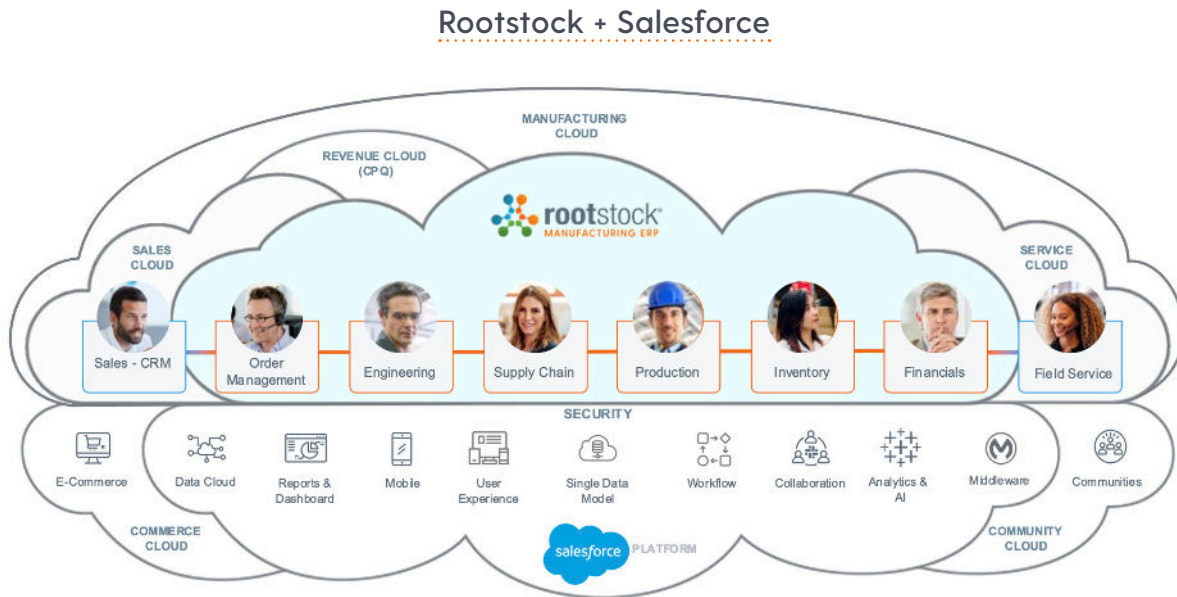 Rootstock + Salesforce
MANUFACTURING
CLOUD
REVENUE CLOUD
(CPQ)
rootstock®
MANUFACTURING ERP
SALES
CLOUD
SERVICE
CLOUD
Sales - CRM
Order
Management
Engineering
Supply Chain
Production
Inventory
Financials
Field Service
SECURITY
E-Commerce
Data Cloud
Reports &
Dashboard
Mobile
User
Experience
Single Data
Model
Workflow
Collaboration
Analytics &
AI
Middleware
Communities
COMMERCE
CLOUD
COMMUNITY
CLOUD
salesforce PLATFORM